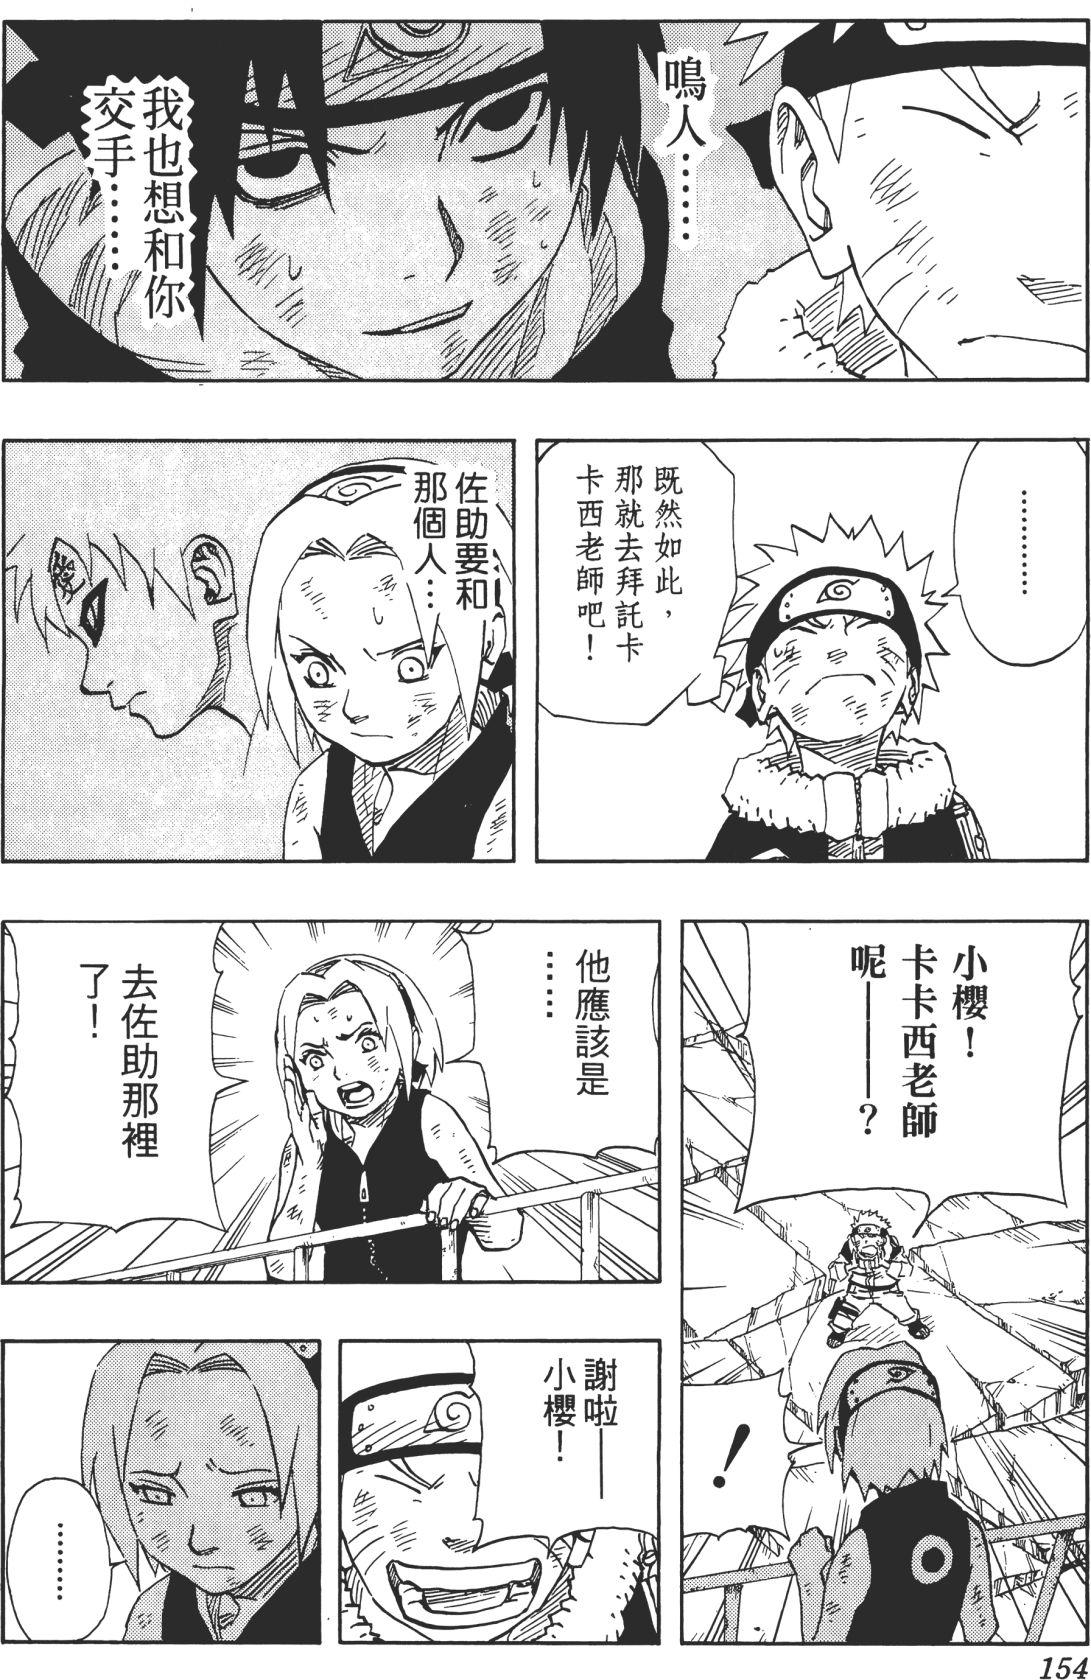 鳴人……
我也想和你
交手……
………
既然如此，
那就去拜託卡
卡西老師吧！
佐助要和
那個人…
小櫻！
卡卡西老師
呢———？
！
他應該是
……
去佐助那裡
了！
謝啦——
小櫻！
………
154